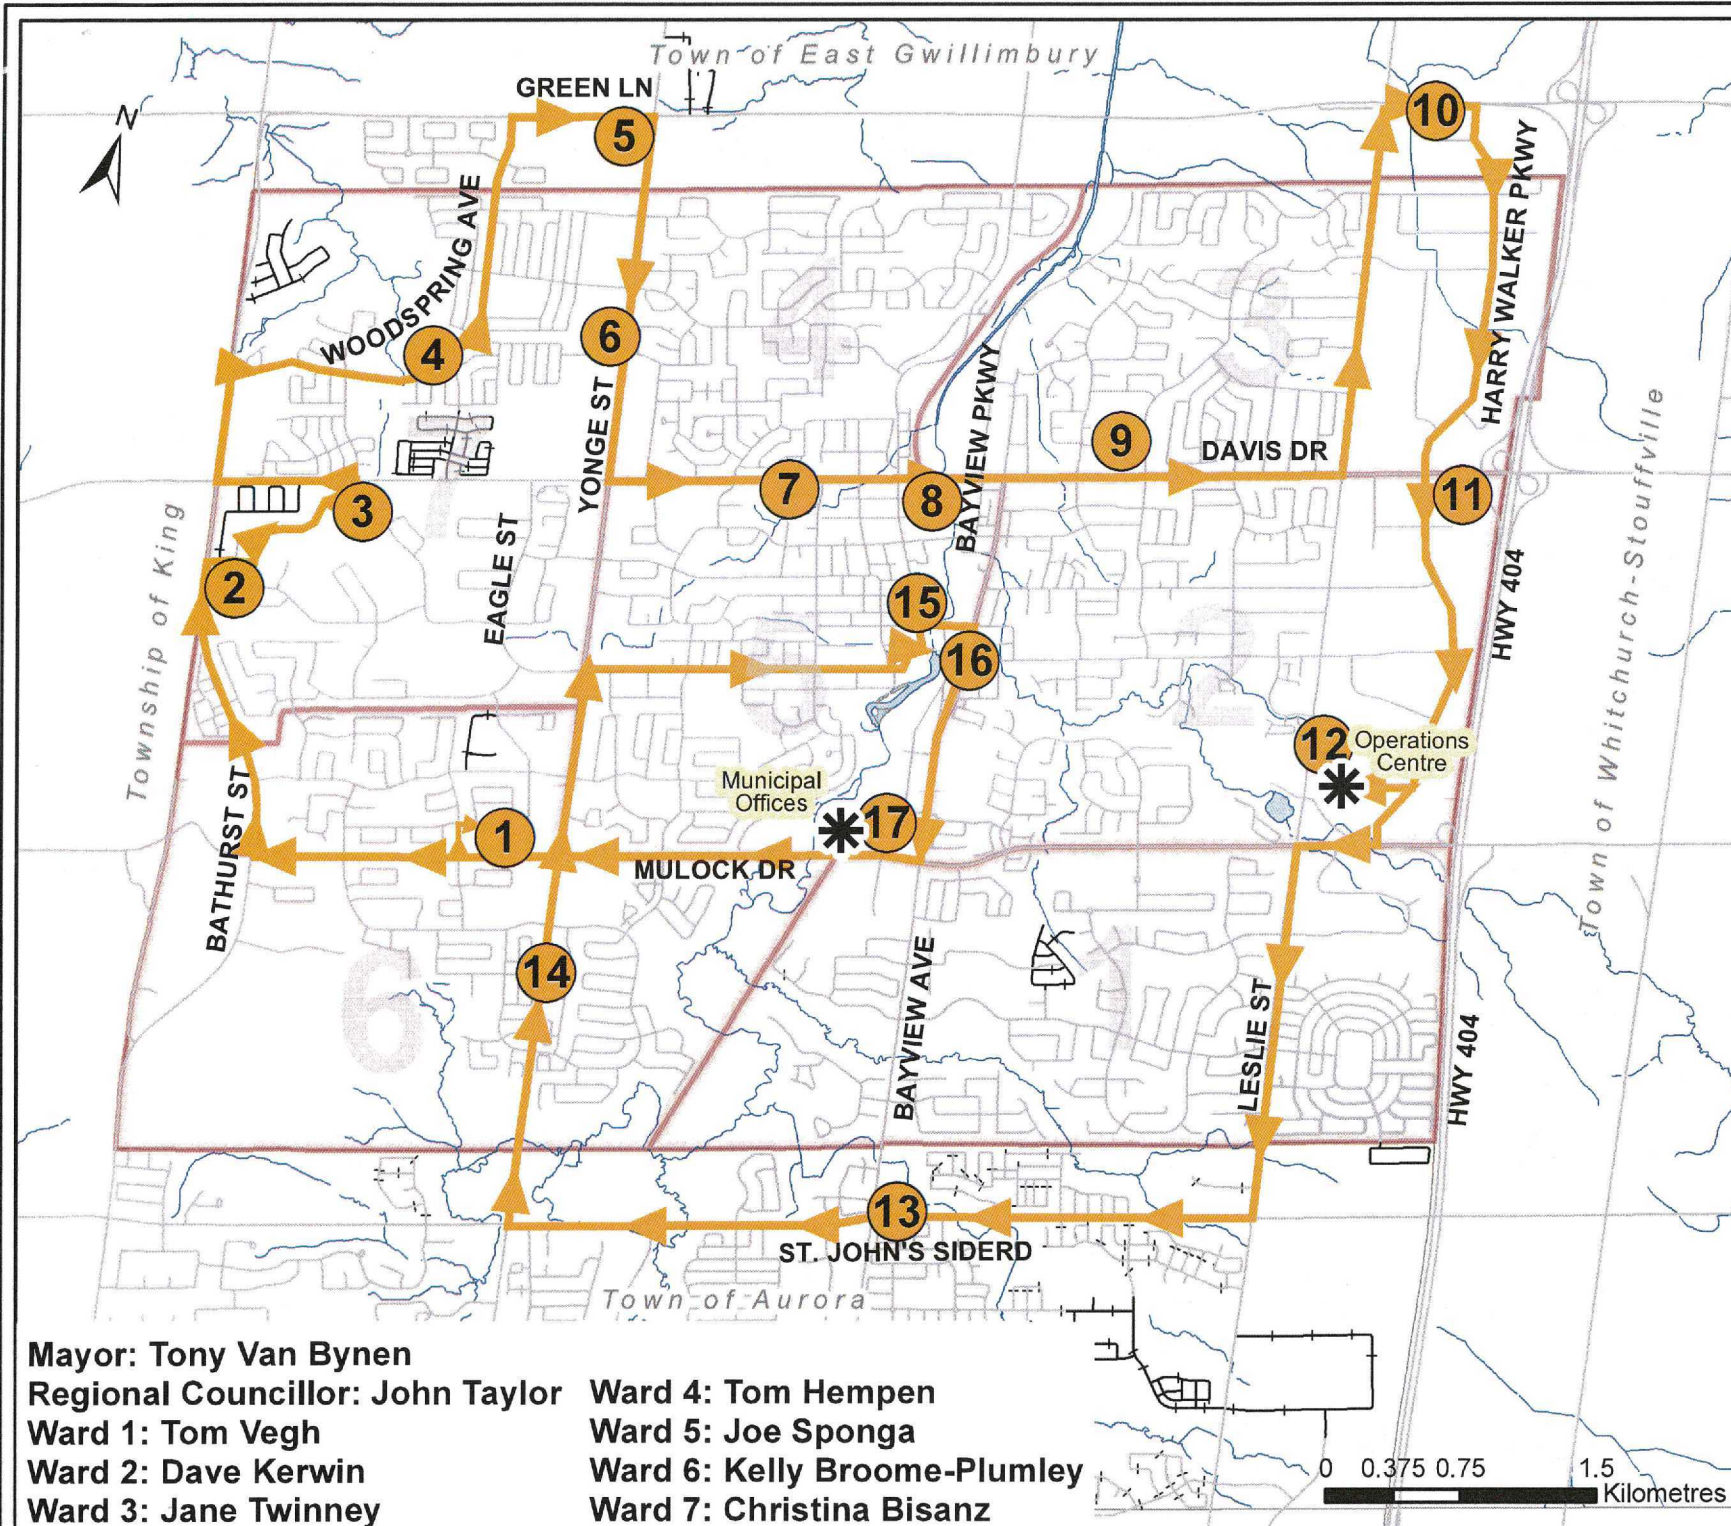 Town of East Gwillimbury
N
GREEN LN
5
10
WOODSPRING AVE
HARRY WALKER PKWY
4
6
YONGE ST
BAYVIEW PKWY
9
DAVIS DR
7
8
11
3
2
Township of King
EAGLE ST
HWY 404
Town of Whitchurch-Stouffville
15
16
12
Operations
Centre
Municipal
Offices
17
1
MULOCK DR
BATHURST ST
14
6
BAYVIEW AVE
LESLIE ST
HWY 404
13
ST. JOHN'S SIDERD
Town of Aurora
Mayor: Tony Van Bynen
Regional Councillor: John Taylor
Ward 1: Tom Vegh
Ward 2: Dave Kerwin
Ward 3: Jane Twinney
Ward 4: Tom Hempen
Ward 5: Joe Sponga
Ward 6: Kelly Broome-Plumley
Ward 7: Christina Bisanz
0 0.375 0.75 1.5
Kilometres